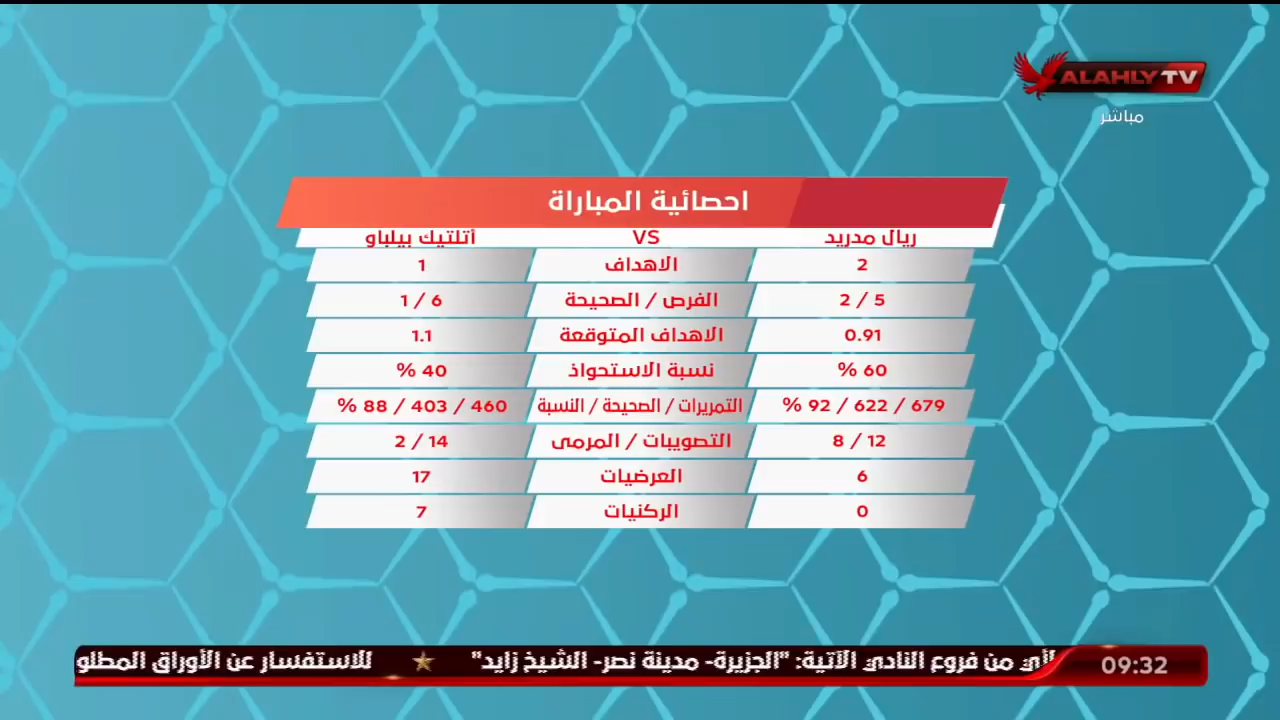 ALAHLY TV
مباشر
احصائية المباراة
ريال مدريد VS أتلتيك بيلباو
2 الاهداف 1
5 / 2 الفرص / الصحيحة 6 / 1
0.91 الاهداف المتوقعة 1.1
60 % نسبة الاستحواذ 40 %
679 / 622 / 92 % التمريرات / الصحيحة / النسبة 460 / 403 / 88 %
12 / 8 التصويبات / المرمى 14 / 2
6 العرضيات 17
0 الركنيات 7
09:32 من فروع النادي الآتية: "الجزيرة- مدينة نصر- الشيخ زايد" للاستفسار عن الأوراق